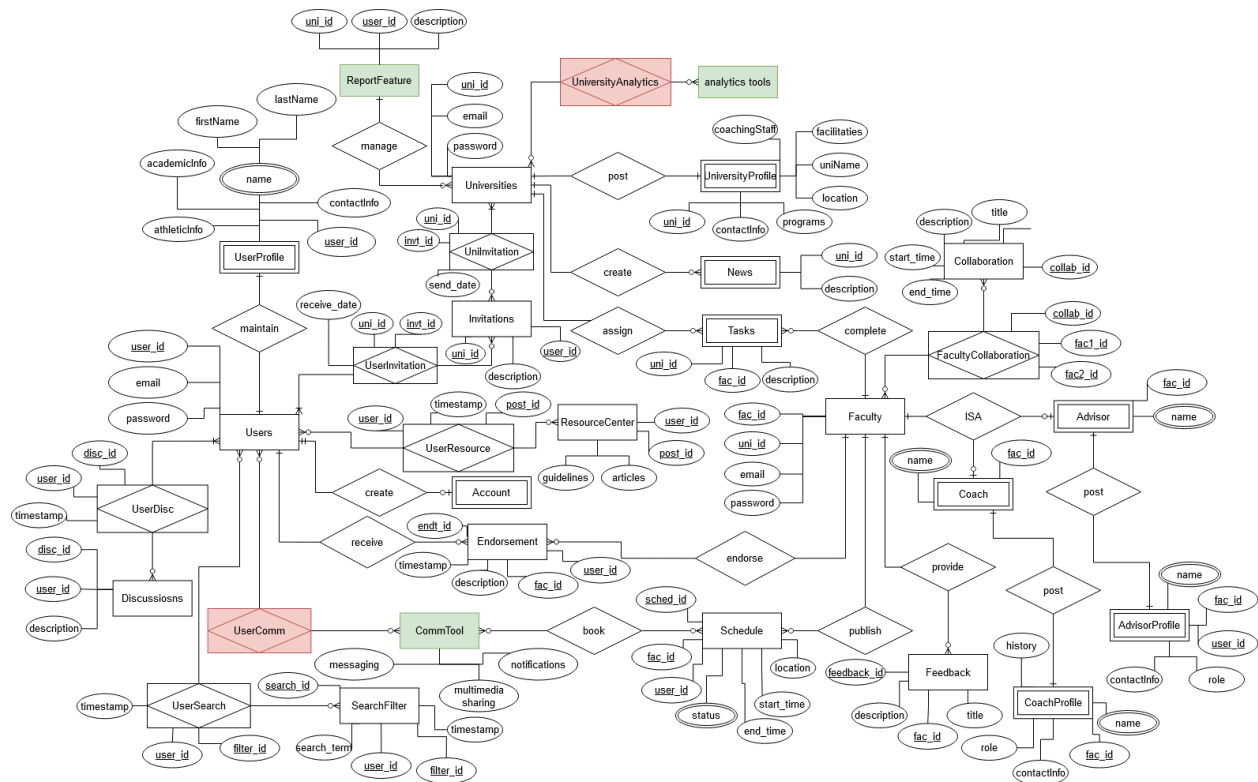 uni_id
user_id
description
ReportFeature
UniversityAnalytics
analytics tools
lastName
firstName
uni_id
email
password
manage
academicInfo
name
contactInfo
athleticInfo
user_id
UserProfile
coachingStaff
facilitaties
post
UniversityProfile
uniName
location
Universities
uni_id
contactInfo
programs
uni_id
invt_id
UniInvitation
send_date
create
News
uni_id
description
description
title
start_time
Collaboration
collab_id
end_time
maintain
receive_date
uni_id
invt_id
Invitations
UserInvitation
uni_id
user_id
description
assign
Tasks
complete
uni_id
fac_id
description
collab_id
fac1_id
FacultyCollaboration
fac2_id
user_id
email
password
Users
timestamp
user_id
post_id
UserResource
ResourceCenter
user_id
post_id
guidelines
articles
fac_id
uni_id
email
password
Faculty
ISA
fac_id
Advisor
name
name
fac_id
Coach
post
disc_id
user_id
UserDisc
timestamp
create
Account
disc_id
user_id
description
Discussiosns
receive
endt_id
Endorsement
timestamp
description
fac_id
user_id
endorse
provide
post
name
fac_id
AdvisorProfile
user_id
contactInfo
role
UserComm
CommTool
book
sched_id
Schedule
publish
fac_id
user_id
status
location
start_time
end_time
messaging
notifications
multimedia
sharing
feedback_id
Feedback
description
title
fac_id
history
CoachProfile
name
role
fac_id
contactInfo
timestamp
UserSearch
search_id
SearchFilter
timestamp
user_id
filter_id
search_term
user_id
filter_id